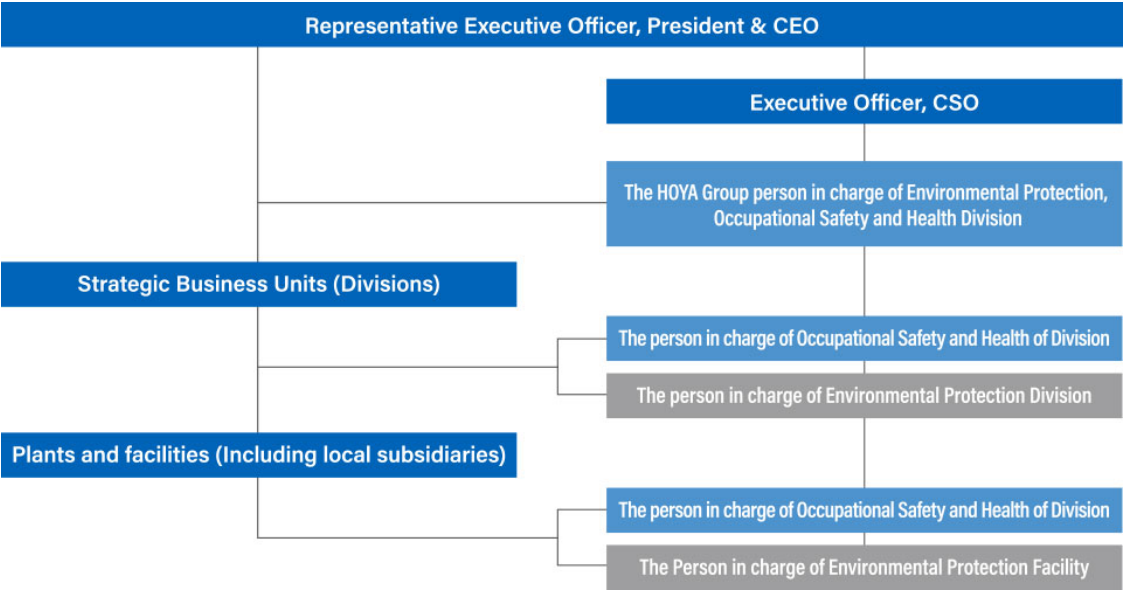 Representative Executive Officer, President & CEO
Executive Officer, CSO
The HOYA Group person in charge of Environmental Protection,
Occupational Safety and Health Division
Strategic Business Units (Divisions)
The person in charge of Occupational Safety and Health of Division
The person in charge of Environmental Protection Division
Plants and facilities (Including local subsidiaries)
The person in charge of Occupational Safety and Health of Division
The Person in charge of Environmental Protection Facility